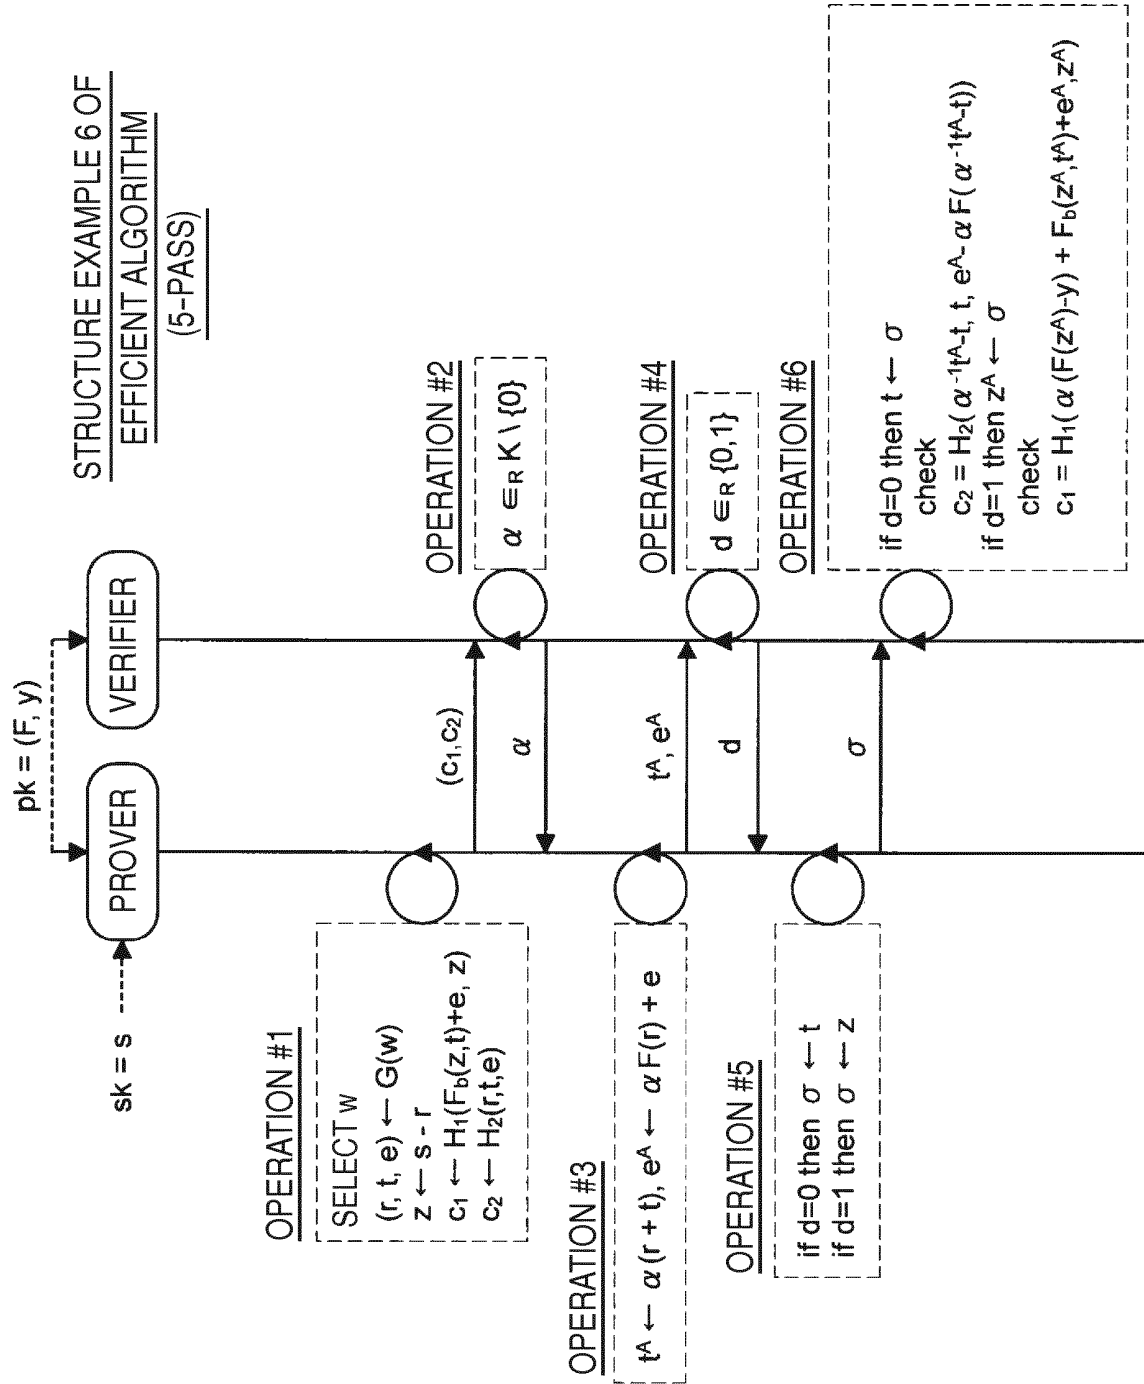 STRUCTURE EXAMPLE 6 OF
EFFICIENT ALGORITHM
(5-PASS)
pk = (F, y)
sk = s
PROVER
VERIFIER
OPERATION #1
SELECT w
(r, t, e) ← G(w)
z ← s - r
c₁ ← H₁(F_b(z,t)+e, z)
c₂ ← H₂(r,t,e)
(c₁,c₂)
OPERATION #2
α ∈_R K \ {0}
α
OPERATION #3
t^A ← α (r + t), e^A ← α F(r) + e
t^A, e^A
OPERATION #4
d ∈_R {0,1}
d
OPERATION #5
if d=0 then σ ← t
if d=1 then σ ← z
σ
OPERATION #6
if d=0 then t ← σ
check
c₂ = H₂(α⁻¹t^A-t, t, e^A- α F(α⁻¹t^A-t))
if d=1 then z^A ← σ
check
c₁ = H₁(α (F(z^A)-y) + F_b(z^A,t^A)+e^A,z^A)